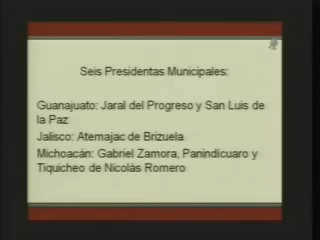 Seis Presidentas Municipales:
Guanajuato: Jaral del Progreso y San Luis de
la Paz
Jalisco: Atemajac de Brizuela
Michoacán: Gabriel Zamora, Panindícuaro y
Tiquicheo de Nicolás Romero